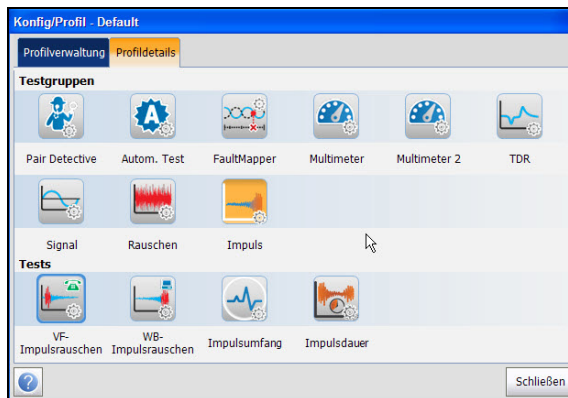 Konfig/Profil - Default
Profilverwaltung Profildetails
Testgruppen
Pair Detective Autom. Test FaultMapper Multimeter Multimeter 2 TDR
Signal Rauschen Impuls
Tests
VF- WB- Impulsumfang Impulsdauer
Impulsrauschen Impulsrauschen
Schließen